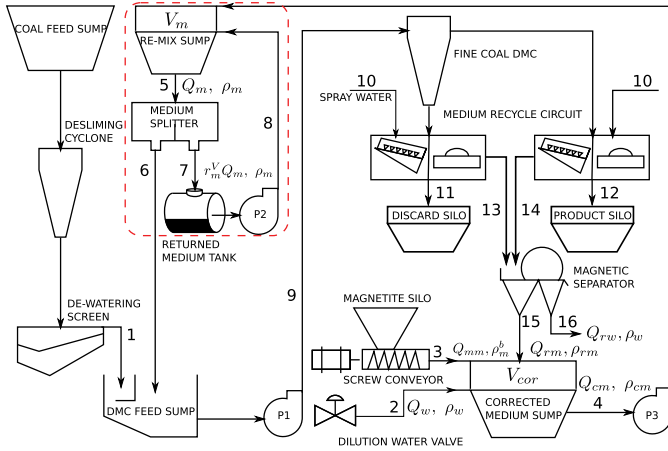 COAL FEED SUMP
V_m
RE-MIX SUMP
5
Q_m, ρ_m
MEDIUM
SPLITTER
6
7
r_m^V Q_m, ρ_m
8
P2
RETURNED
MEDIUM TANK
DESLIMING
CYCLONE
DE-WATERING
SCREEN
1
DMC FEED SUMP
P1
9
FINE COAL DMC
10
SPRAY WATER
MEDIUM RECYCLE CIRCUIT
10
11
12
DISCARD SILO
PRODUCT SILO
13
14
MAGNETIC
SEPARATOR
15
16
Q_rw, ρ_w
MAGNETITE SILO
3
Q_mm, ρ_m^b
Q_rm, ρ_rm
SCREW CONVEYOR
V_cor
Q_cm, ρ_cm
2
Q_w, ρ_w
CORRECTED
MEDIUM SUMP
4
P3
DILUTION WATER VALVE